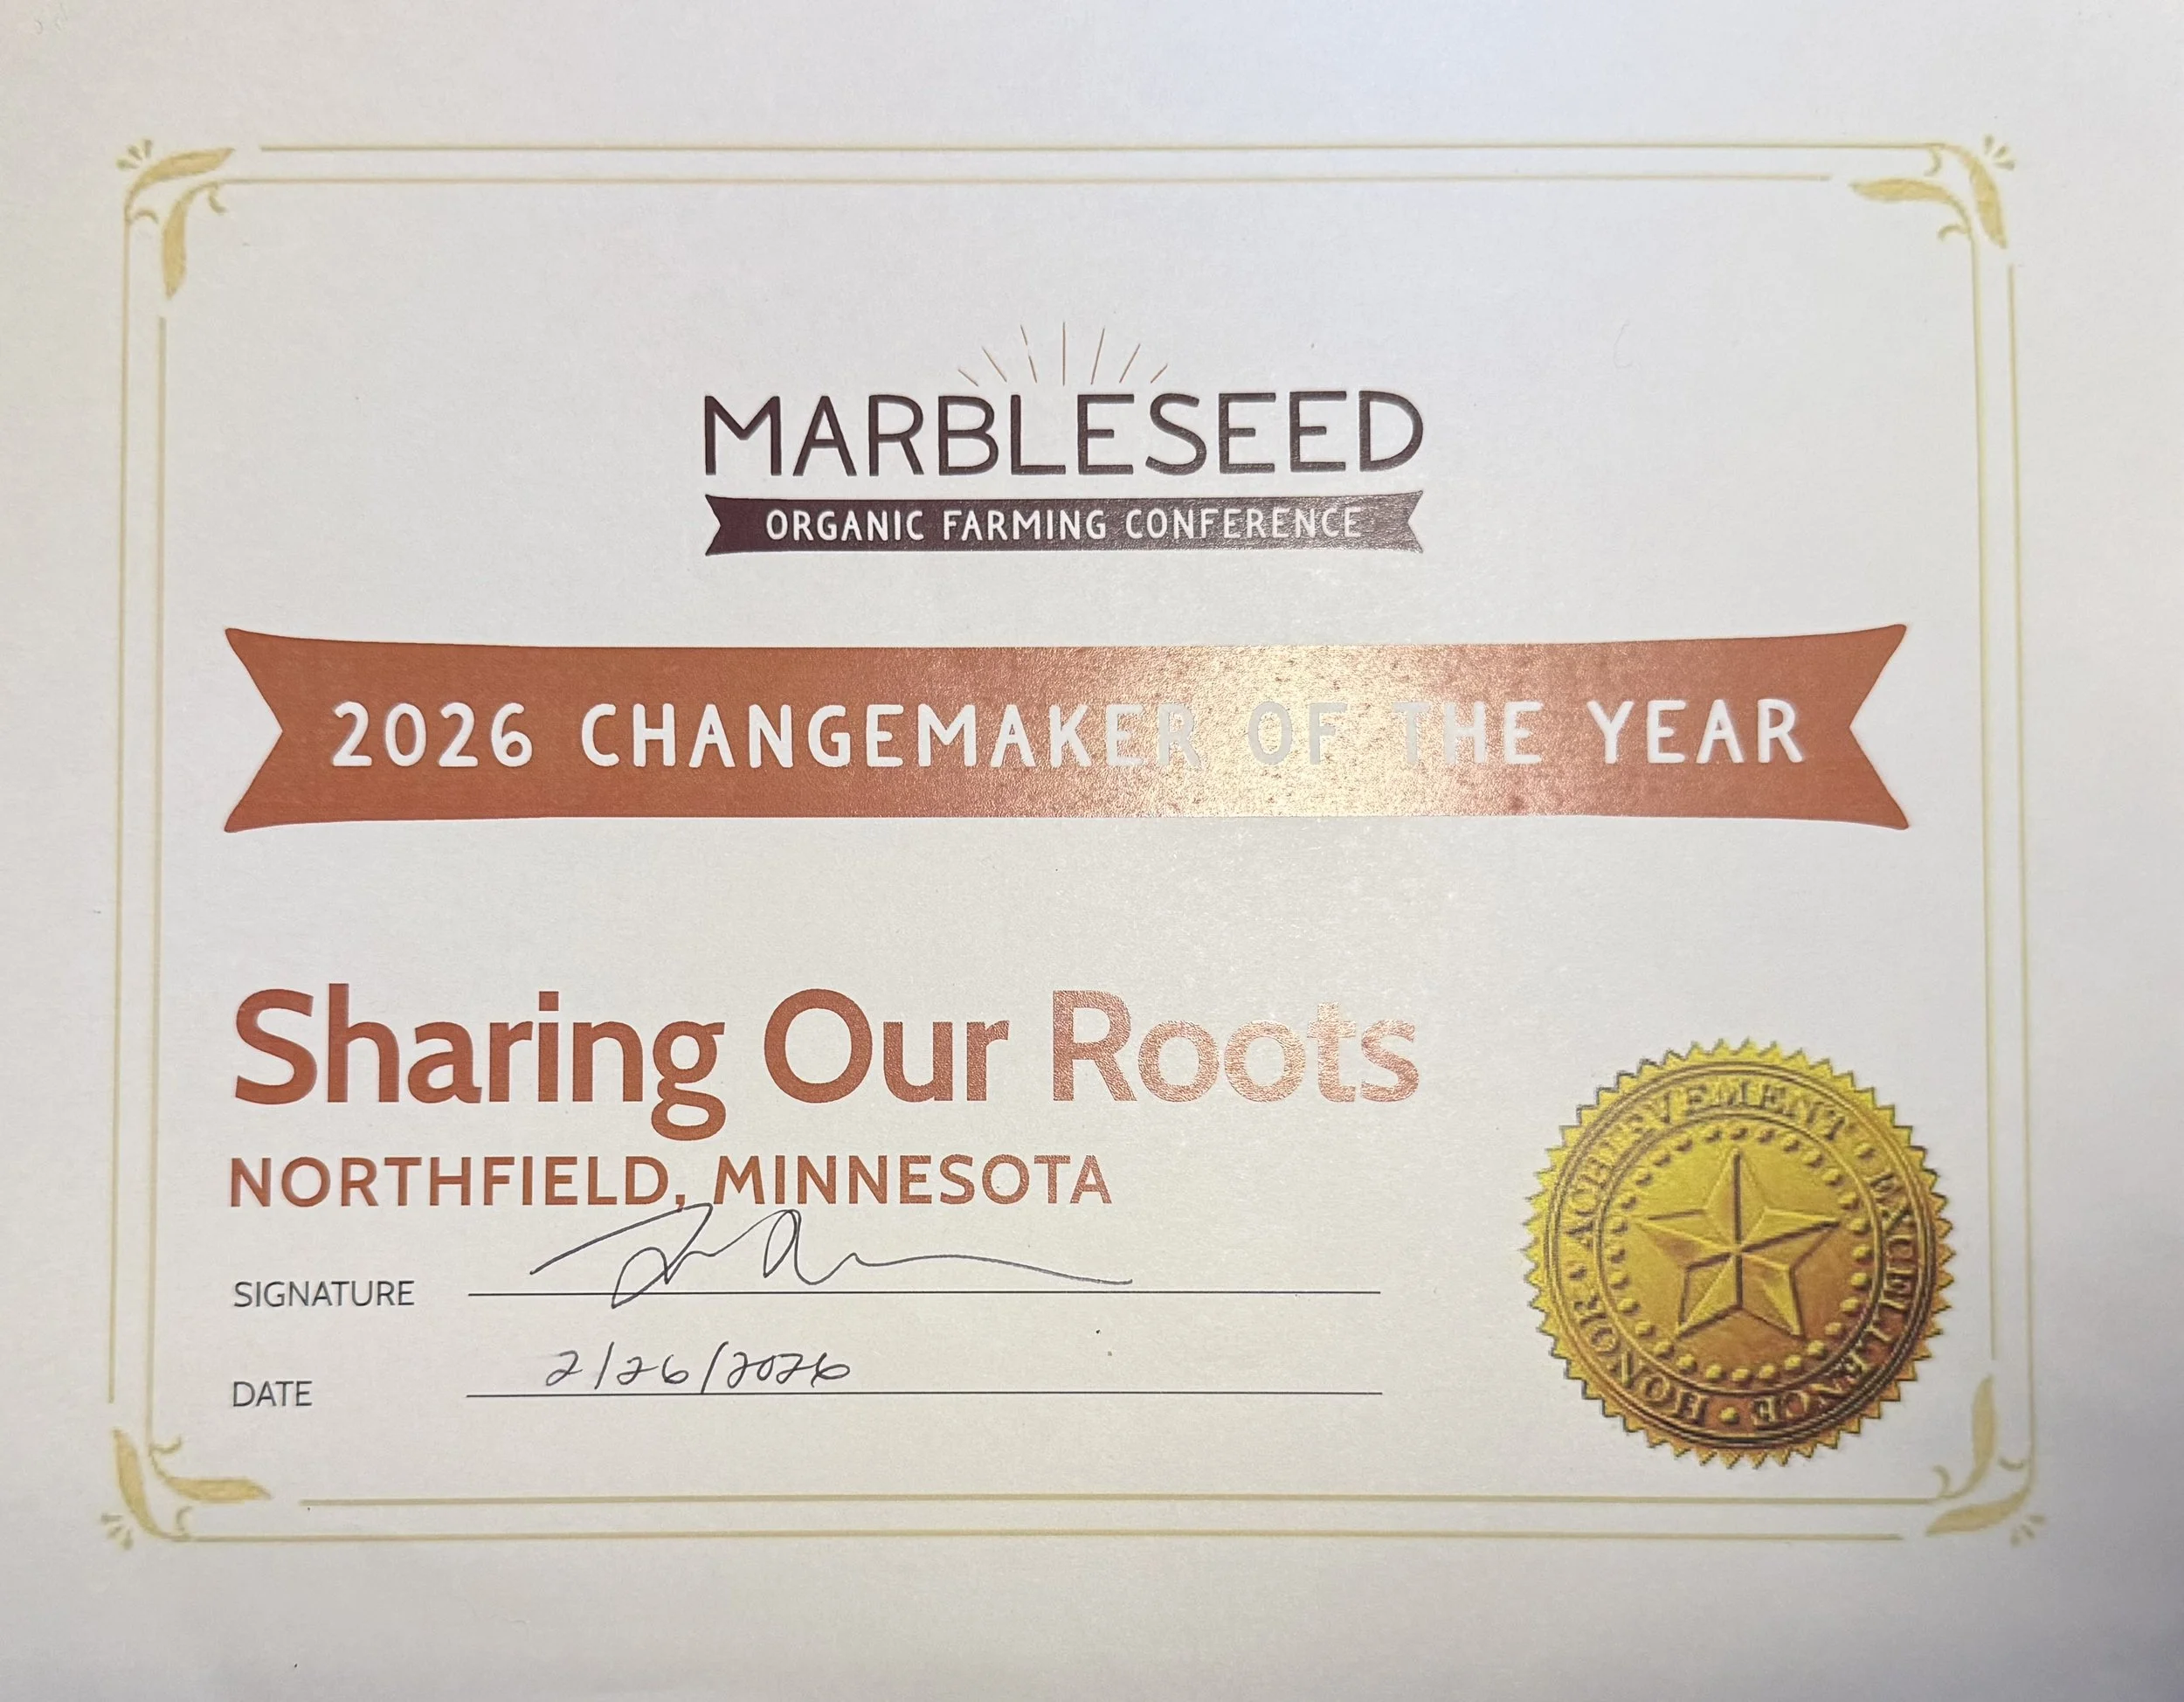 MARBLESEED
ORGANIC FARMING CONFERENCE
2026 CHANGEMAKER OF THE YEAR
Sharing Our Roots
NORTHFIELD, MINNESOTA
SIGNATURE
DATE 2/26/2026
ACHIEVEMENT • EXCELLENCE • HONOR •